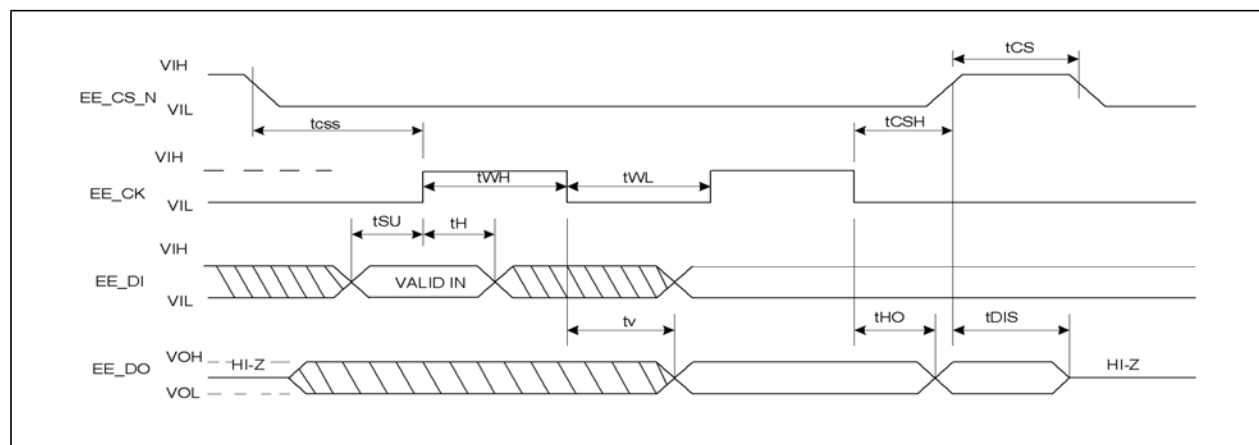 VIH
tCS
EE_CS_N
VIL
tcss
tCSH
VIH
tWH
tWL
EE_CK
VIL
tSU
tH
VIH
EE_DI
VALID IN
VIL
tv
tHO
tDIS
VOH
EE_DO
HI-Z
HI-Z
VOL